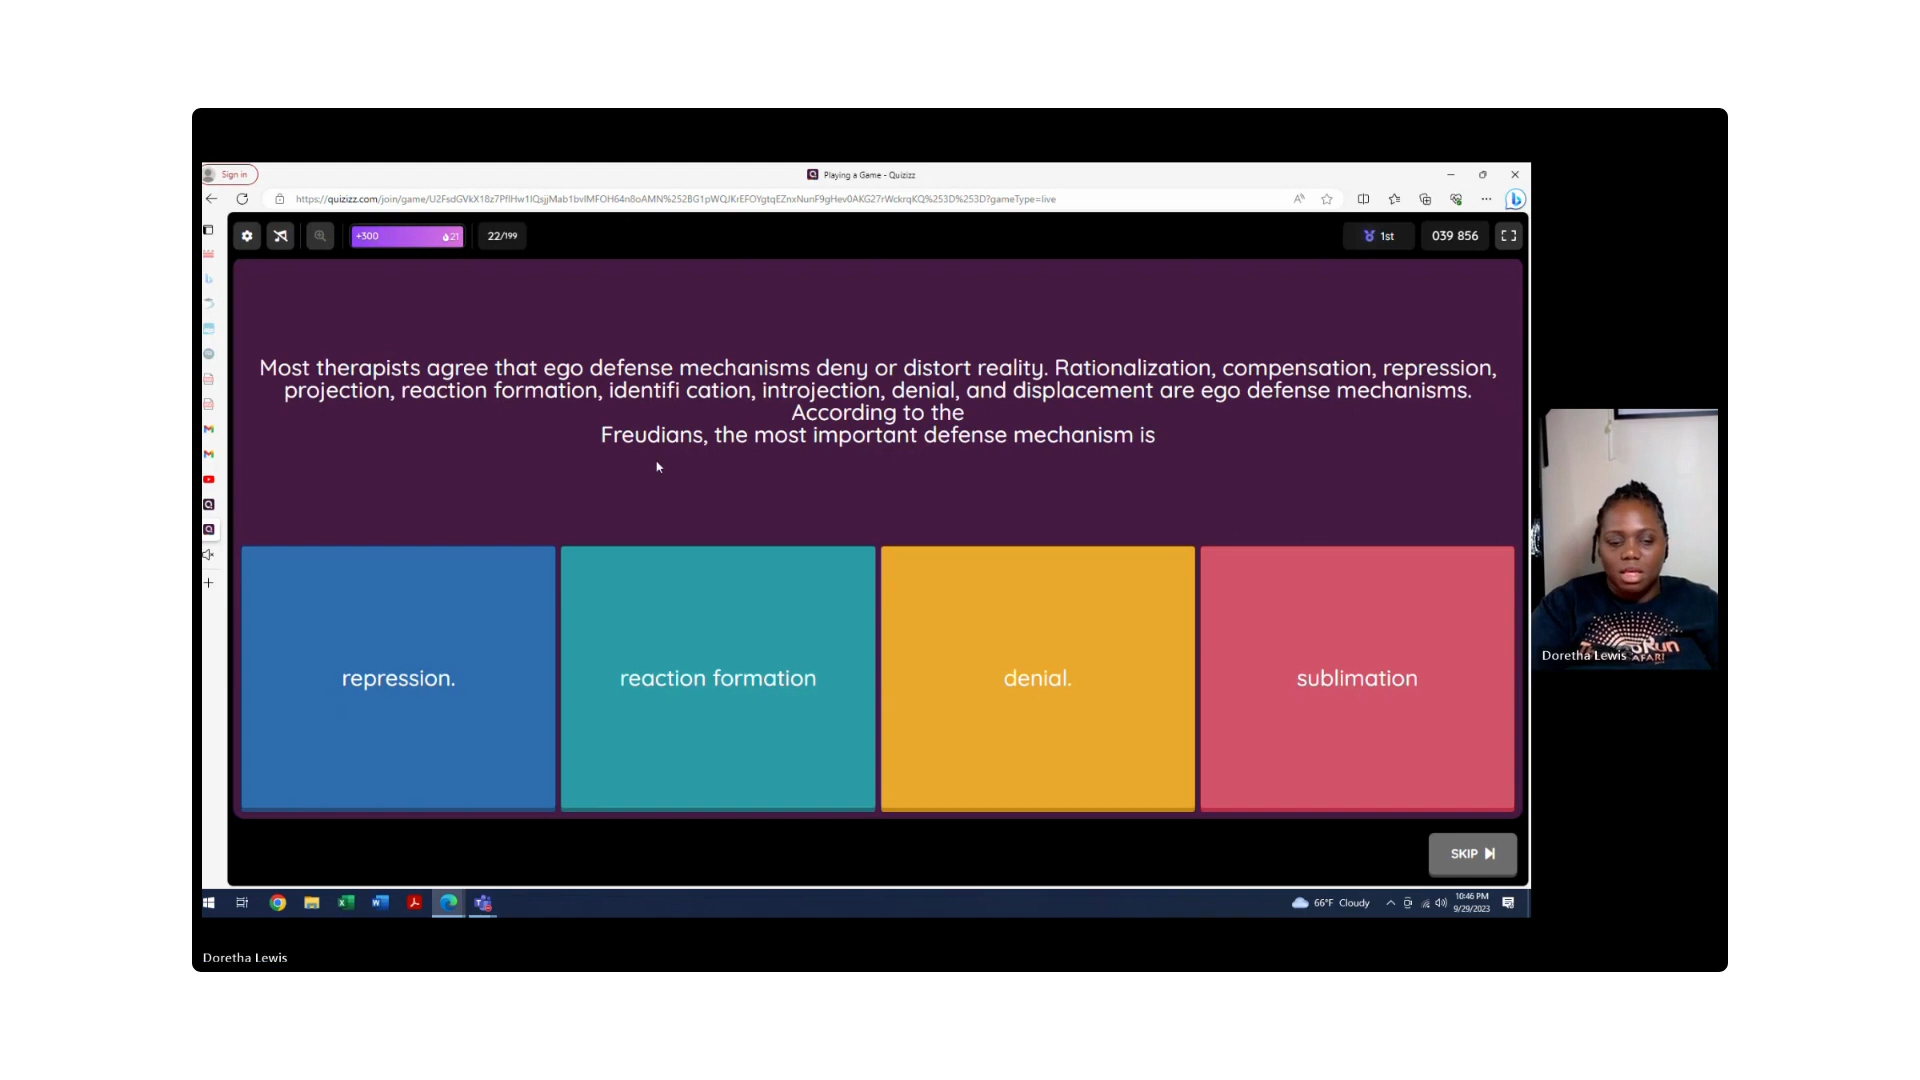 Sign in
Playing a Game - Quizizz
+300
21
22/199
1st
039 856
Most therapists agree that ego defense mechanisms deny or distort reality. Rationalization, compensation, repression,
projection, reaction formation, identifi cation, introjection, denial, and displacement are ego defense mechanisms.
According to the
Freudians, the most important defense mechanism is
repression.
reaction formation
denial.
sublimation
SKIP
Doretha Lewis
66°F Cloudy
10:46 PM
9/29/2023
Doretha Lewis